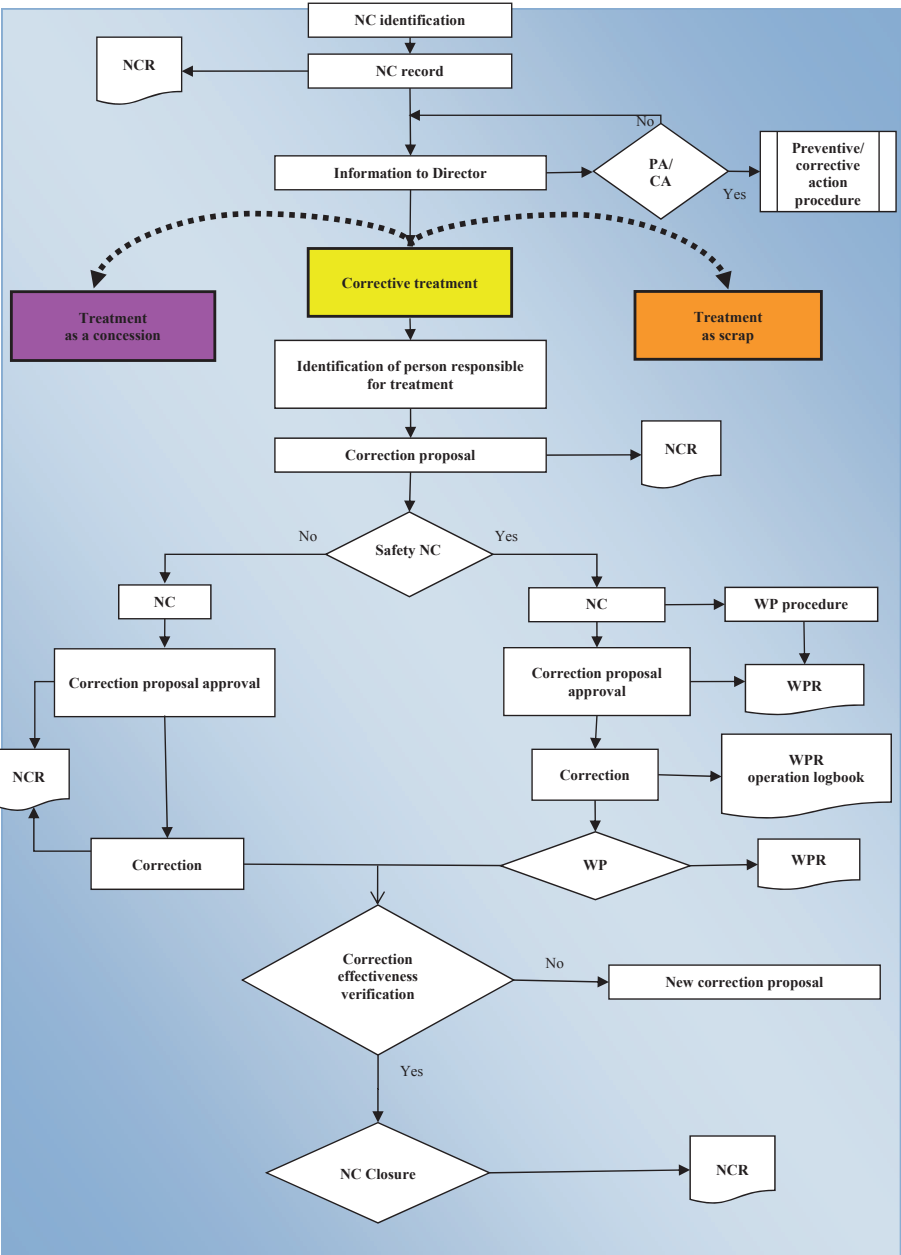 NC identification
NCR
NC record
No
Information to Director
PA/
CA
Yes
Preventive/
corrective
action
procedure
Treatment
as a concession
Corrective treatment
Treatment
as scrap
Identification of person responsible
for treatment
Correction proposal
NCR
No
Safety NC
Yes
NC
NC
WP procedure
Correction proposal approval
Correction proposal
approval
WPR
NCR
Correction
WPR
operation logbook
Correction
WP
WPR
Correction
effectiveness
verification
No
New correction proposal
Yes
NC Closure
NCR